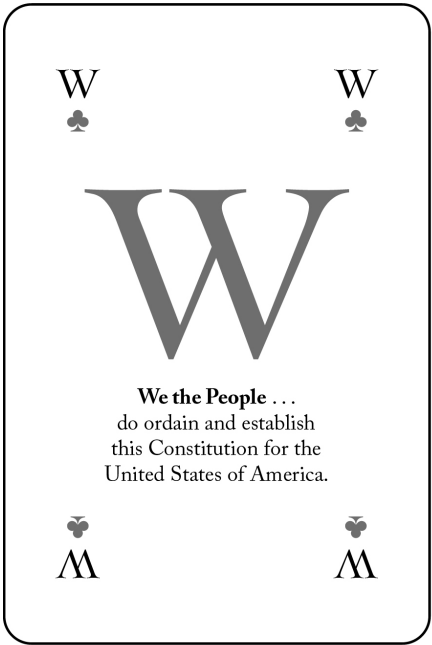 W W
♣ ♣
W
We the People . . .
do ordain and establish
this Constitution for the
United States of America.
♣ ♣
W W